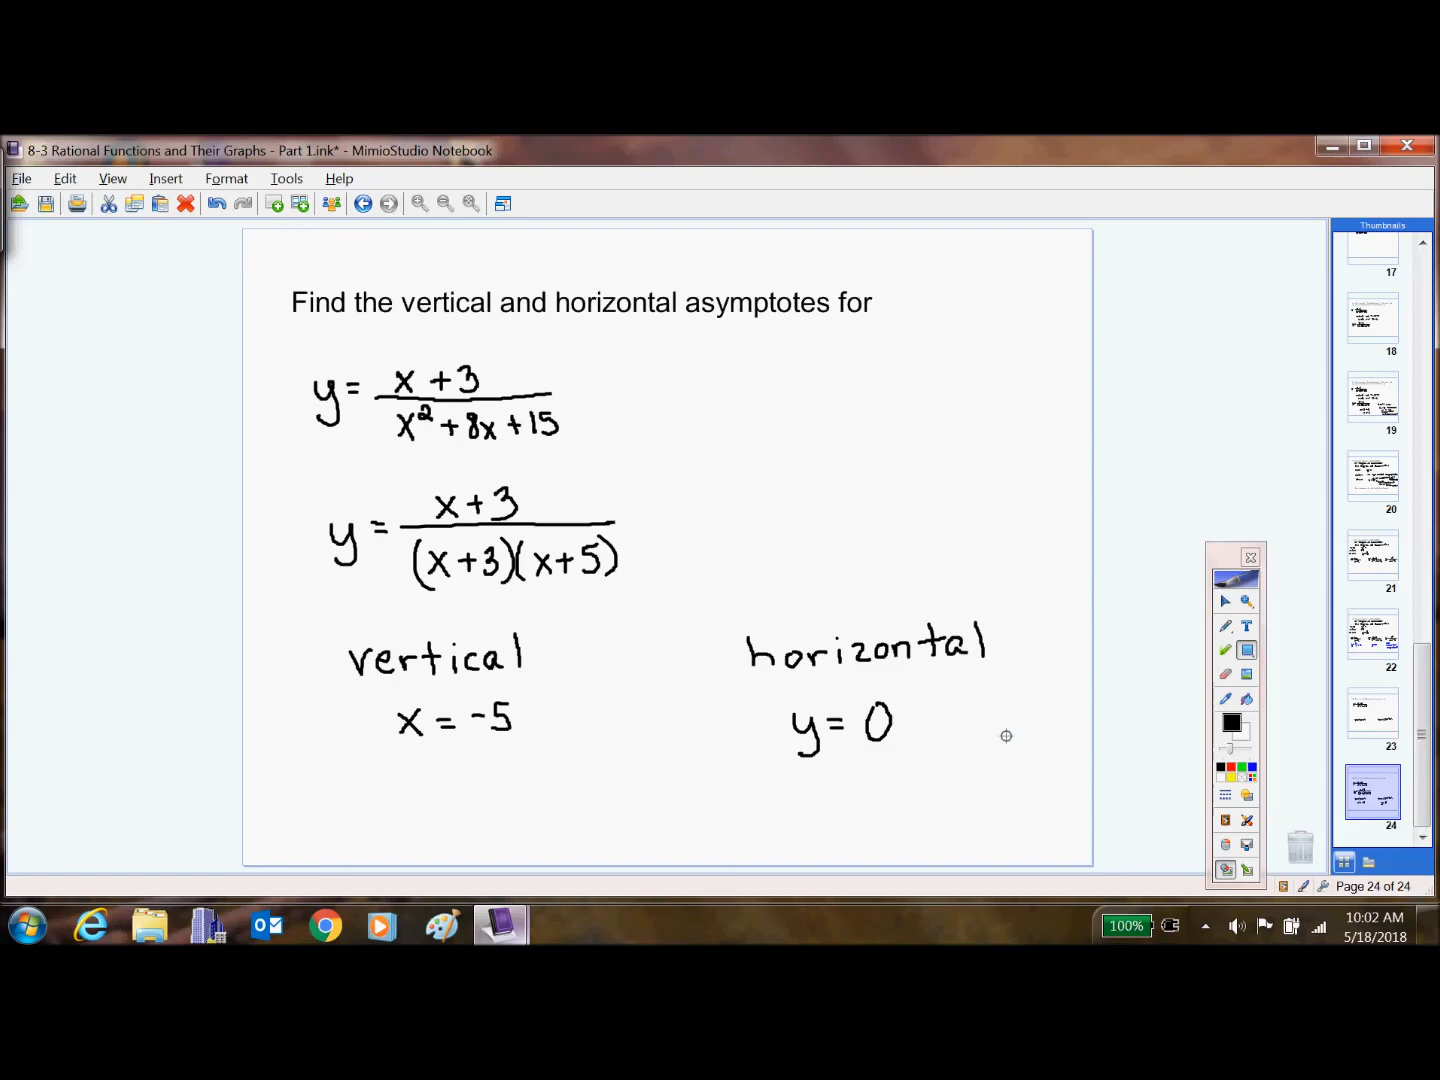 8-3 Rational Functions and Their Graphs - Part 1.ink* - MimioStudio Notebook
File Edit View Insert Format Tools Help
Thumbnails
Find the vertical and horizontal asymptotes for
y = x + 3 / x² + 8x + 15
y = x + 3 / (x + 3)(x + 5)
vertical horizontal
x = -5 y = 0
17
18
19
20
21
22
23
24
Page 24 of 24
100% 10:02 AM
5/18/2018